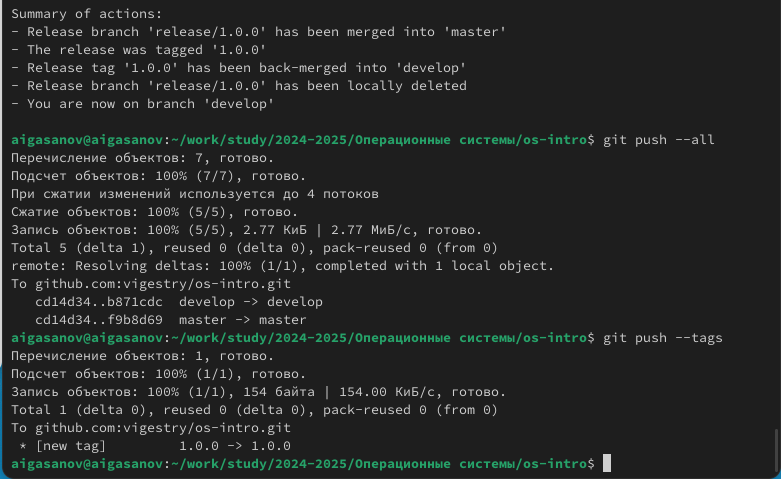 Summary of actions:
- Release branch 'release/1.0.0' has been merged into 'master'
- The release was tagged '1.0.0'
- Release tag '1.0.0' has been back-merged into 'develop'
- Release branch 'release/1.0.0' has been locally deleted
- You are now on branch 'develop'
aigasanov@aigasanov:~/work/study/2024-2025/Операционные системы/os-intro$ git push --all
Перечисление объектов: 7, готово.
Подсчет объектов: 100% (7/7), готово.
При сжатии изменений используется до 4 потоков
Сжатие объектов: 100% (5/5), готово.
Запись объектов: 100% (5/5), 2.77 КиБ | 2.77 МиБ/с, готово.
Total 5 (delta 1), reused 0 (delta 0), pack-reused 0 (from 0)
remote: Resolving deltas: 100% (1/1), completed with 1 local object.
To github.com:vigestry/os-intro.git
   cd14d34..b871cdc  develop -> develop
   cd14d34..f9b8d69  master -> master
aigasanov@aigasanov:~/work/study/2024-2025/Операционные системы/os-intro$ git push --tags
Перечисление объектов: 1, готово.
Подсчет объектов: 100% (1/1), готово.
Запись объектов: 100% (1/1), 154 байта | 154.00 КиБ/с, готово.
Total 1 (delta 0), reused 0 (delta 0), pack-reused 0 (from 0)
To github.com:vigestry/os-intro.git
 * [new tag]         1.0.0 -> 1.0.0
aigasanov@aigasanov:~/work/study/2024-2025/Операционные системы/os-intro$